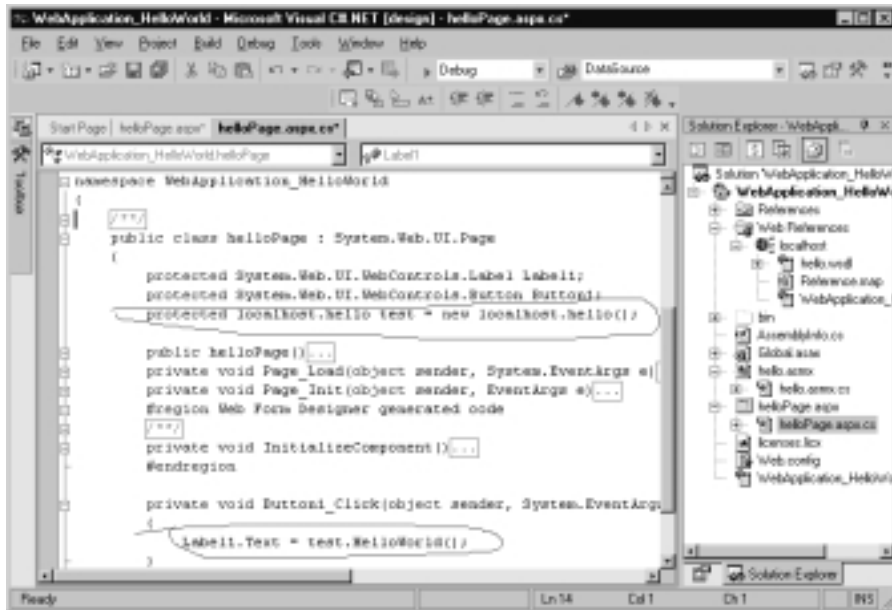 WebApplication_HelloWorld - Microsoft Visual C#.NET [design] - helloPage.aspx.cs*
File Edit View Project Build Debug Tools Window Help
Debug DataSource
Start Page helloPage.aspx* helloPage.aspx.cs*
WebApplication_HelloWorld.helloPage Label1
Toolbox
namespace WebApplication_HelloWorld
{
/**/
public class helloPage : System.Web.UI.Page
{
protected System.Web.UI.WebControls.Label Label1;
protected System.Web.UI.WebControls.Button Button1;
protected localhost.hello test = new localhost.hello();
public helloPage()...
private void Page_Load(object sender, System.EventArgs e)
private void Page_Init(object sender, EventArgs e)...
#region Web Form Designer generated code
/**/
private void InitializeComponent()...
#endregion
private void Button1_Click(object sender, System.EventArgs
{
Label1.Text = test.HelloWorld();
}
Solution Explorer - WebAppli...
Solution 'WebApplication_HelloW
WebApplication_HelloW
References
Web References
localhost
hello.wsdl
Reference.map
WebApplication_
bin
AssemblyInfo.cs
Global.asax
hello.asmx
hello.asmx.cs
helloPage.aspx
helloPage.aspx.cs
licenses.licx
Web.config
WebApplication_HelloWo
Solution Explorer
Ready Ln 14 Col 1 Ch 1 INS